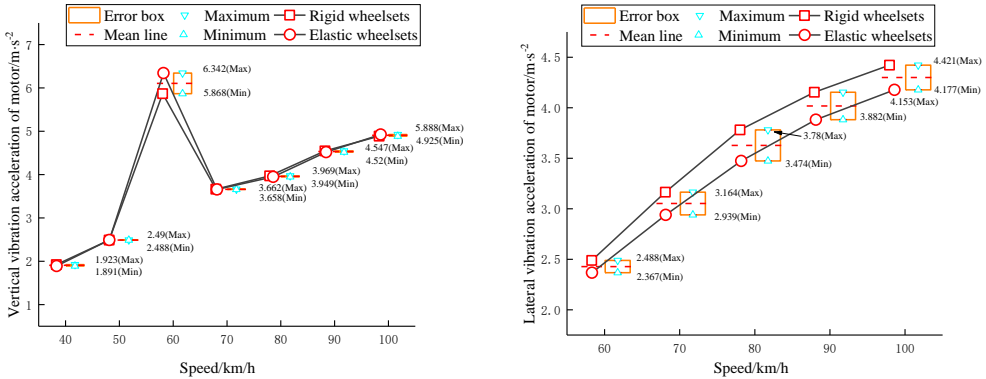 Error box Maximum Rigid wheelsets
Mean line Minimum Elastic wheelsets
Vertical vibration acceleration of motor/m·s⁻²
7
6
5
4
3
2
1
6.342(Max)
5.868(Min)
5.888(Max)
4.925(Min)
4.547(Max)
4.52(Min)
3.969(Max)
3.949(Min)
3.662(Max)
3.658(Min)
2.49(Max)
2.488(Min)
1.923(Max)
1.891(Min)
40 50 60 70 80 90 100
Speed/km/h
Error box Maximum Rigid wheelsets
Mean line Minimum Elastic wheelsets
Lateral vibration acceleration of motor/m·s⁻²
4.5
4.0
3.5
3.0
2.5
2.0
4.421(Max)
4.177(Min)
4.153(Max)
3.882(Min)
3.78(Max)
3.474(Min)
3.164(Max)
2.939(Min)
2.488(Max)
2.367(Min)
60 70 80 90 100
Speed/km/h